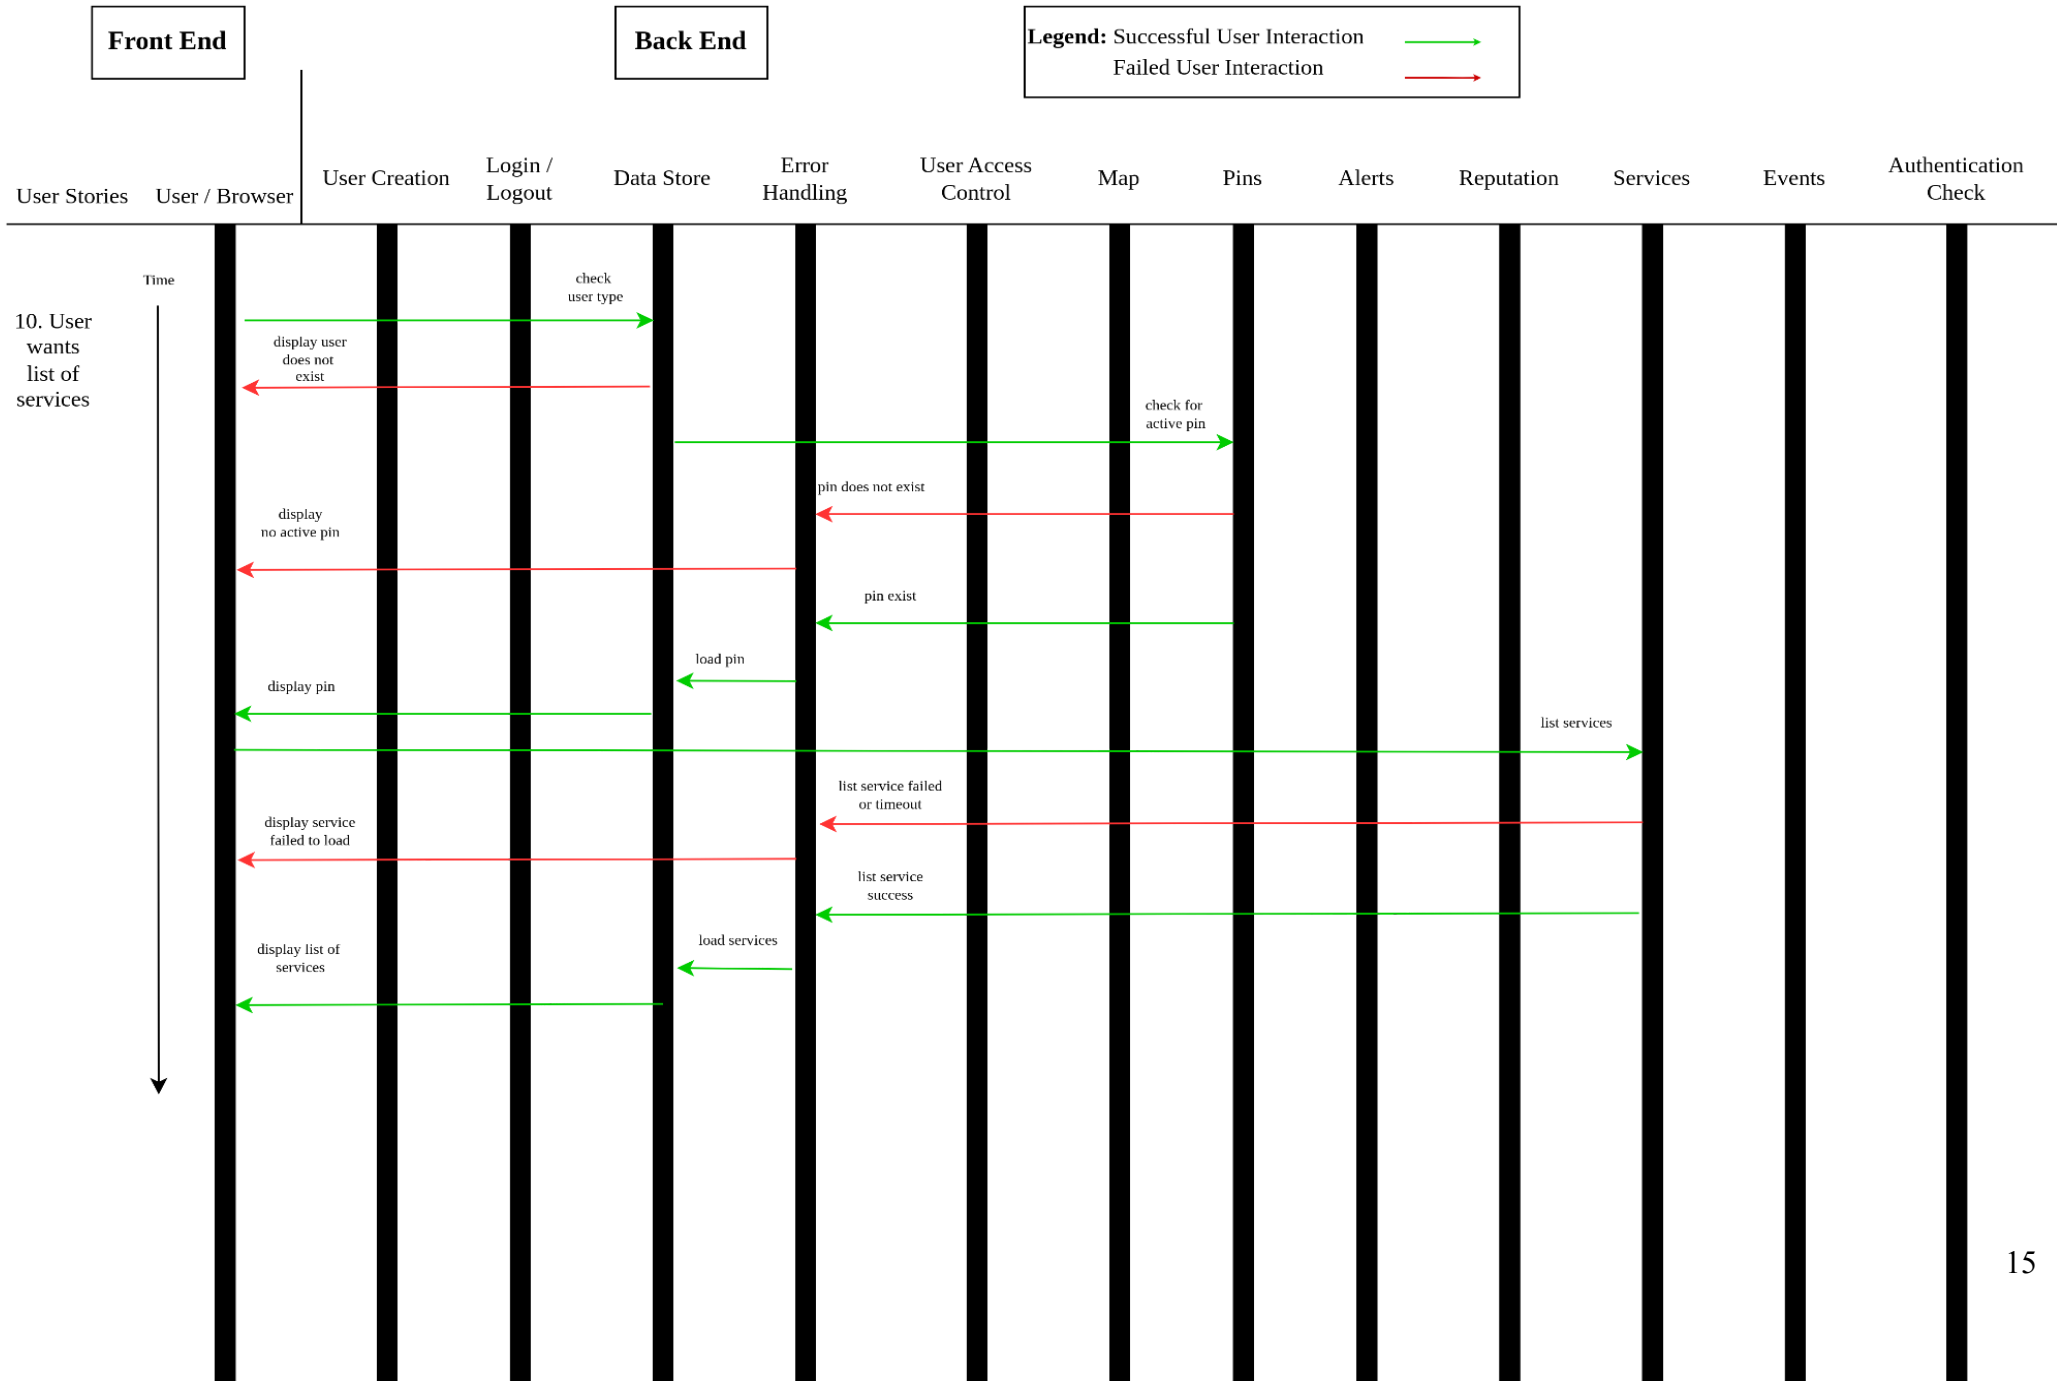 Front End
Back End
Legend: Successful User Interaction
Failed User Interaction
User Stories
User / Browser
User Creation
Login /
Logout
Data Store
Error
Handling
User Access
Control
Map
Pins
Alerts
Reputation
Services
Events
Authentication
Check
Time
10. User
wants
list of
services
check
user type
display user
does not
exist
check for
active pin
pin does not exist
display
no active pin
pin exist
load pin
display pin
list services
list service failed
or timeout
display service
failed to load
list service
success
load services
display list of
services
15